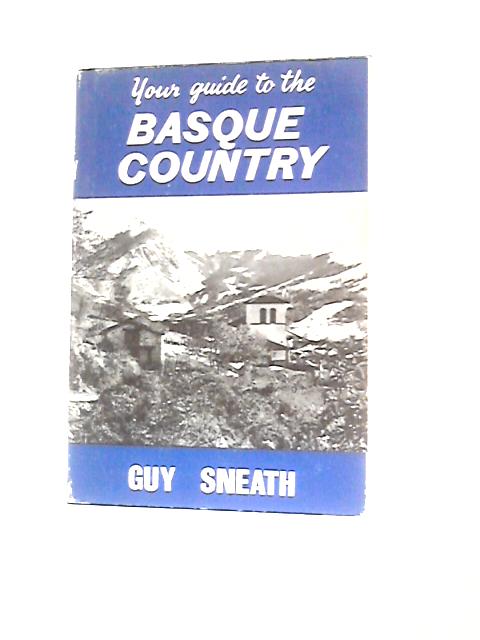 Your guide to the
BASQUE
COUNTRY
GUY SNEATH